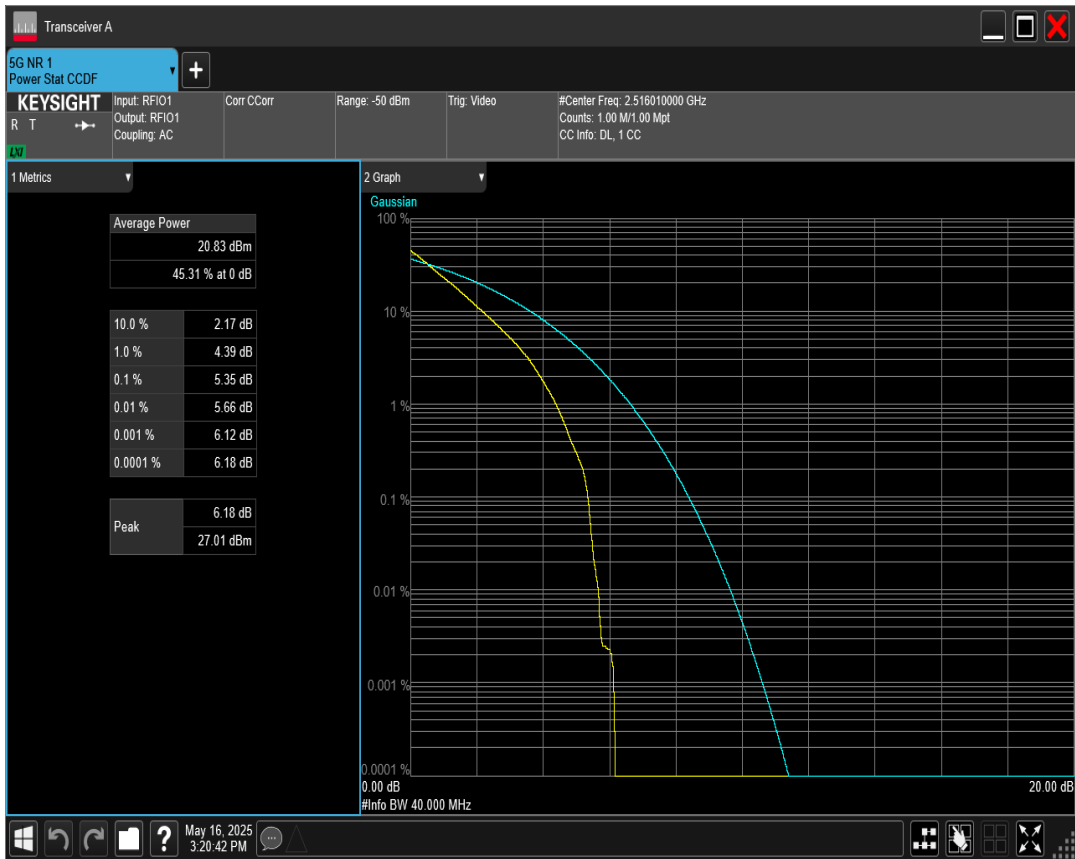 Transceiver A
5G NR 1
Power Stat CCDF
KEYSIGHT
R T
LXI
Input: RFIO1
Output: RFIO1
Coupling: AC
Corr CCorr
Range: -50 dBm
Trig: Video
#Center Freq: 2.516010000 GHz
Counts: 1.00 M/1.00 Mpt
CC Info: DL, 1 CC
1 Metrics
Average Power
20.83 dBm
45.31 % at 0 dB
10.0 % 2.17 dB
1.0 % 4.39 dB
0.1 % 5.35 dB
0.01 % 5.66 dB
0.001 % 6.12 dB
0.0001 % 6.18 dB
Peak
6.18 dB
27.01 dBm
2 Graph
Gaussian
100 %
10 %
1 %
0.1 %
0.01 %
0.001 %
0.0001 %
0.00 dB
20.00 dB
#Info BW 40.000 MHz
May 16, 2025
3:20:42 PM